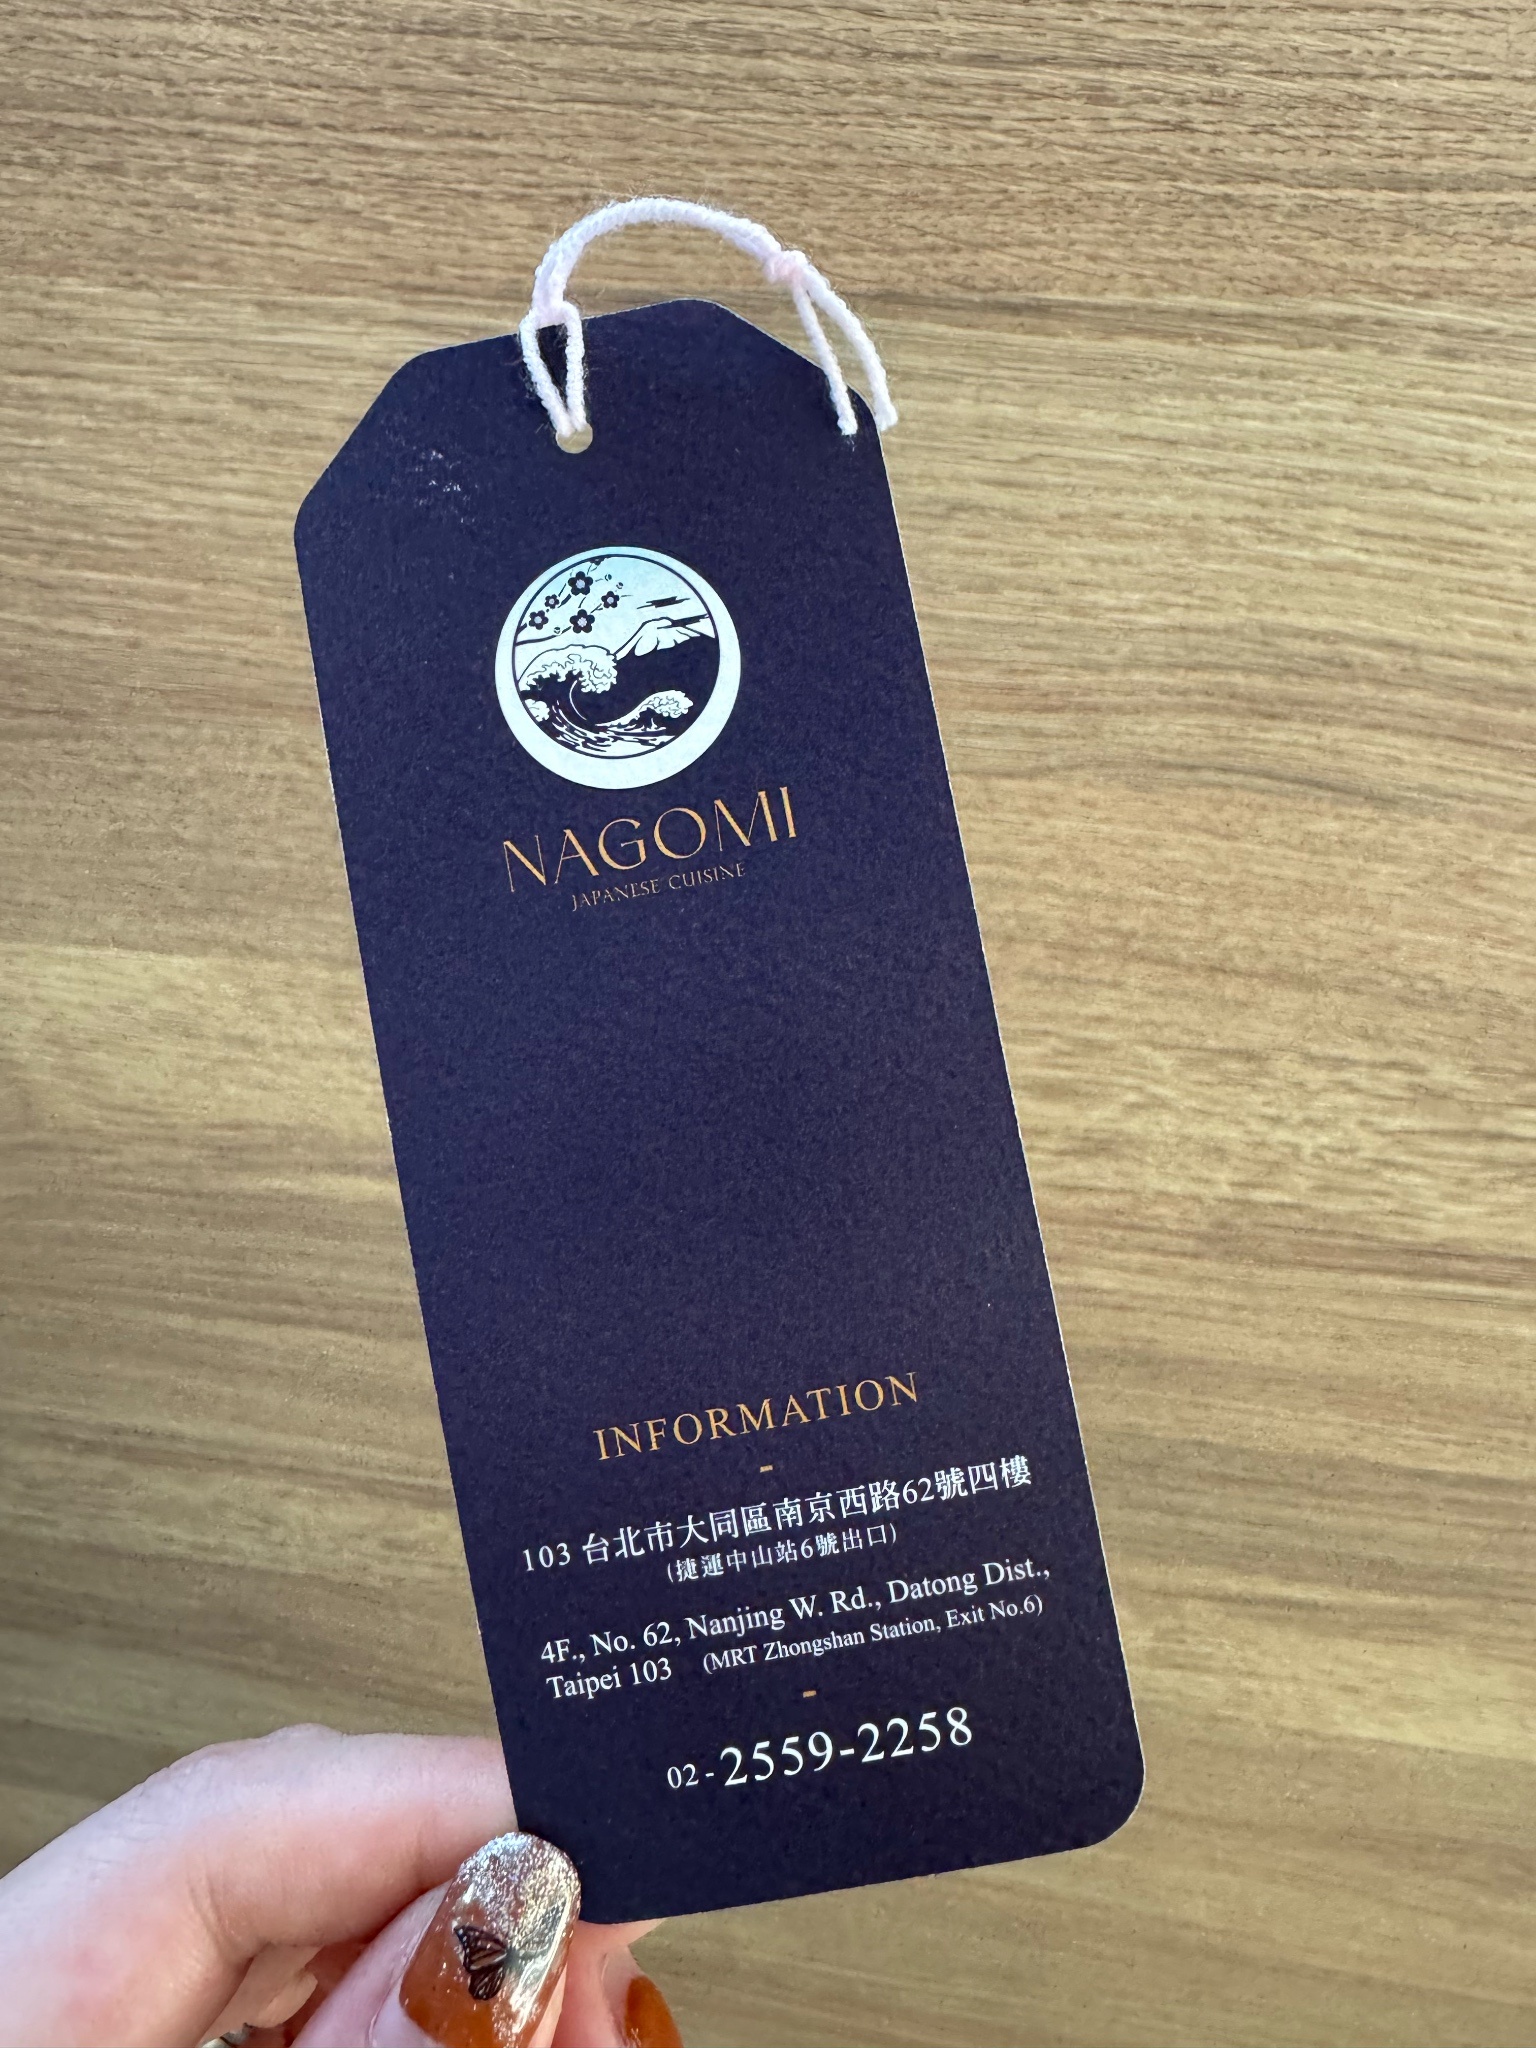 NAGOMI
JAPANESE CUISINE
INFORMATION
-
103 台北市大同區南京西路62號四樓
(捷運中山站6號出口)
4F., No. 62, Nanjing W. Rd., Datong Dist.,
Taipei 103 (MRT Zhongshan Station, Exit No.6)
-
02-2559-2258